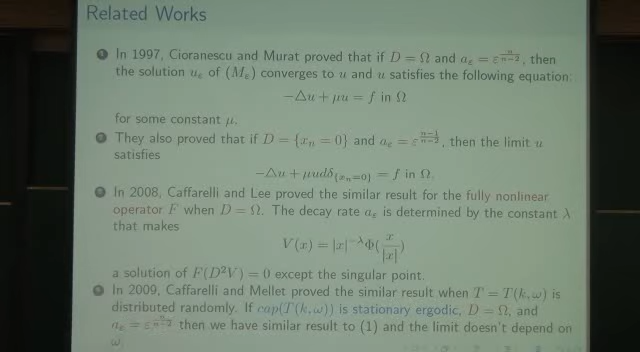 Related Works
In 1997, Cioranescu and Murat proved that if D = Ω and a_ε = ε^{n/(n−2)}, then
the solution u_ε of (M_ε) converges to u and u satisfies the following equation:
−△u + μu = f in Ω
for some constant μ.
They also proved that if D = {x_n = 0} and a_ε = ε^{(n−1)/(n−2)}, then the limit u
satisfies
−△u + μudδ_{{x_n=0}} = f in Ω.
In 2008, Caffarelli and Lee proved the similar result for the fully nonlinear
operator F when D = Ω. The decay rate a_ε is determined by the constant λ
that makes
V(x) = |x|^{−λ}Φ(x/|x|)
a solution of F(D²V) = 0 except the singular point.
In 2009, Caffarelli and Mellet proved the similar result when T = T(k, ω) is
distributed randomly. If cap(T(k, ω)) is stationary ergodic, D = Ω, and
a_ε = ε^{n/(n−2)} then we have similar result to (1) and the limit doesn't depend on
ω.